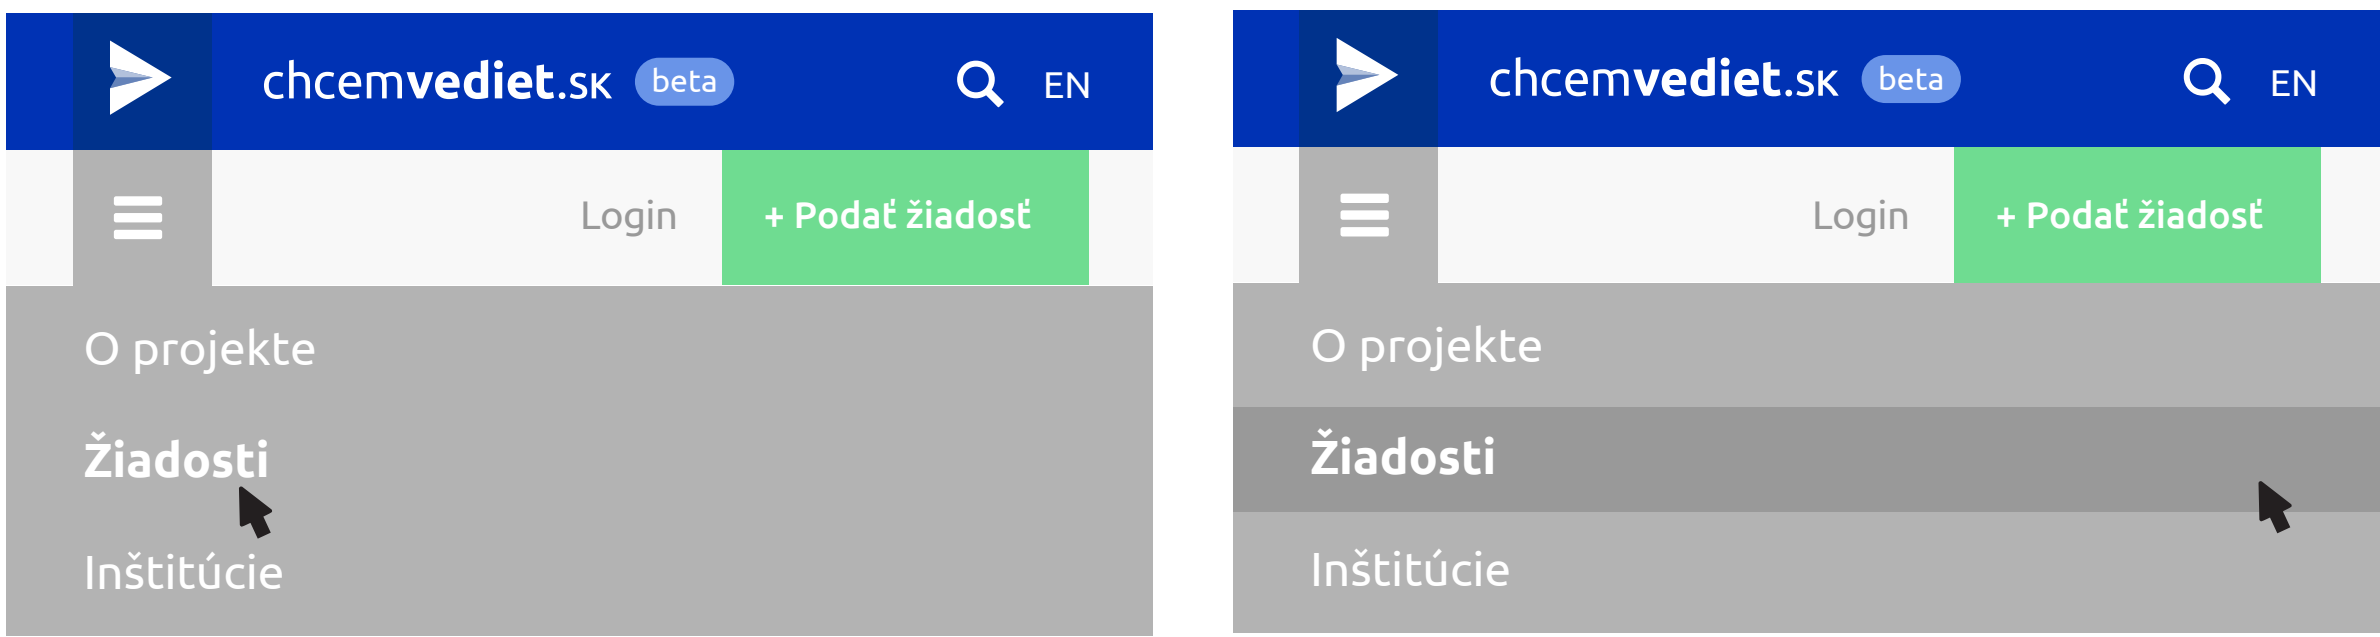 chcemvediet.sk beta EN
Login + Podať žiadosť
O projekte
Žiadosti
Inštitúcie
chcemvediet.sk beta EN
Login + Podať žiadosť
O projekte
Žiadosti
Inštitúcie